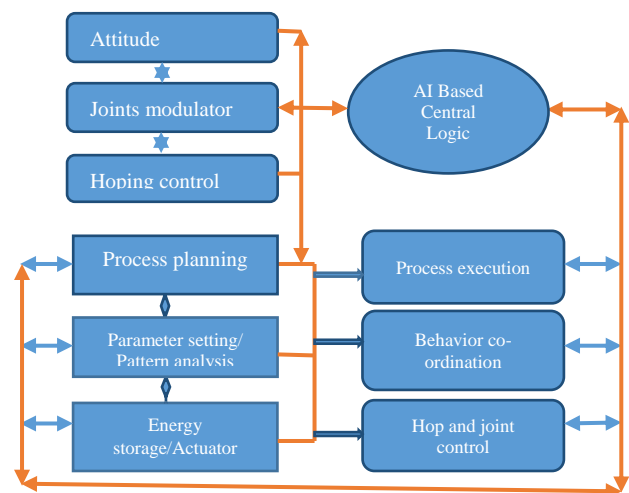 Attitude
Joints modulator
Hoping control
AI Based
Central
Logic
Process planning
Parameter setting/
Pattern analysis
Energy
storage/Actuator
Process execution
Behavior co-
ordination
Hop and joint
control